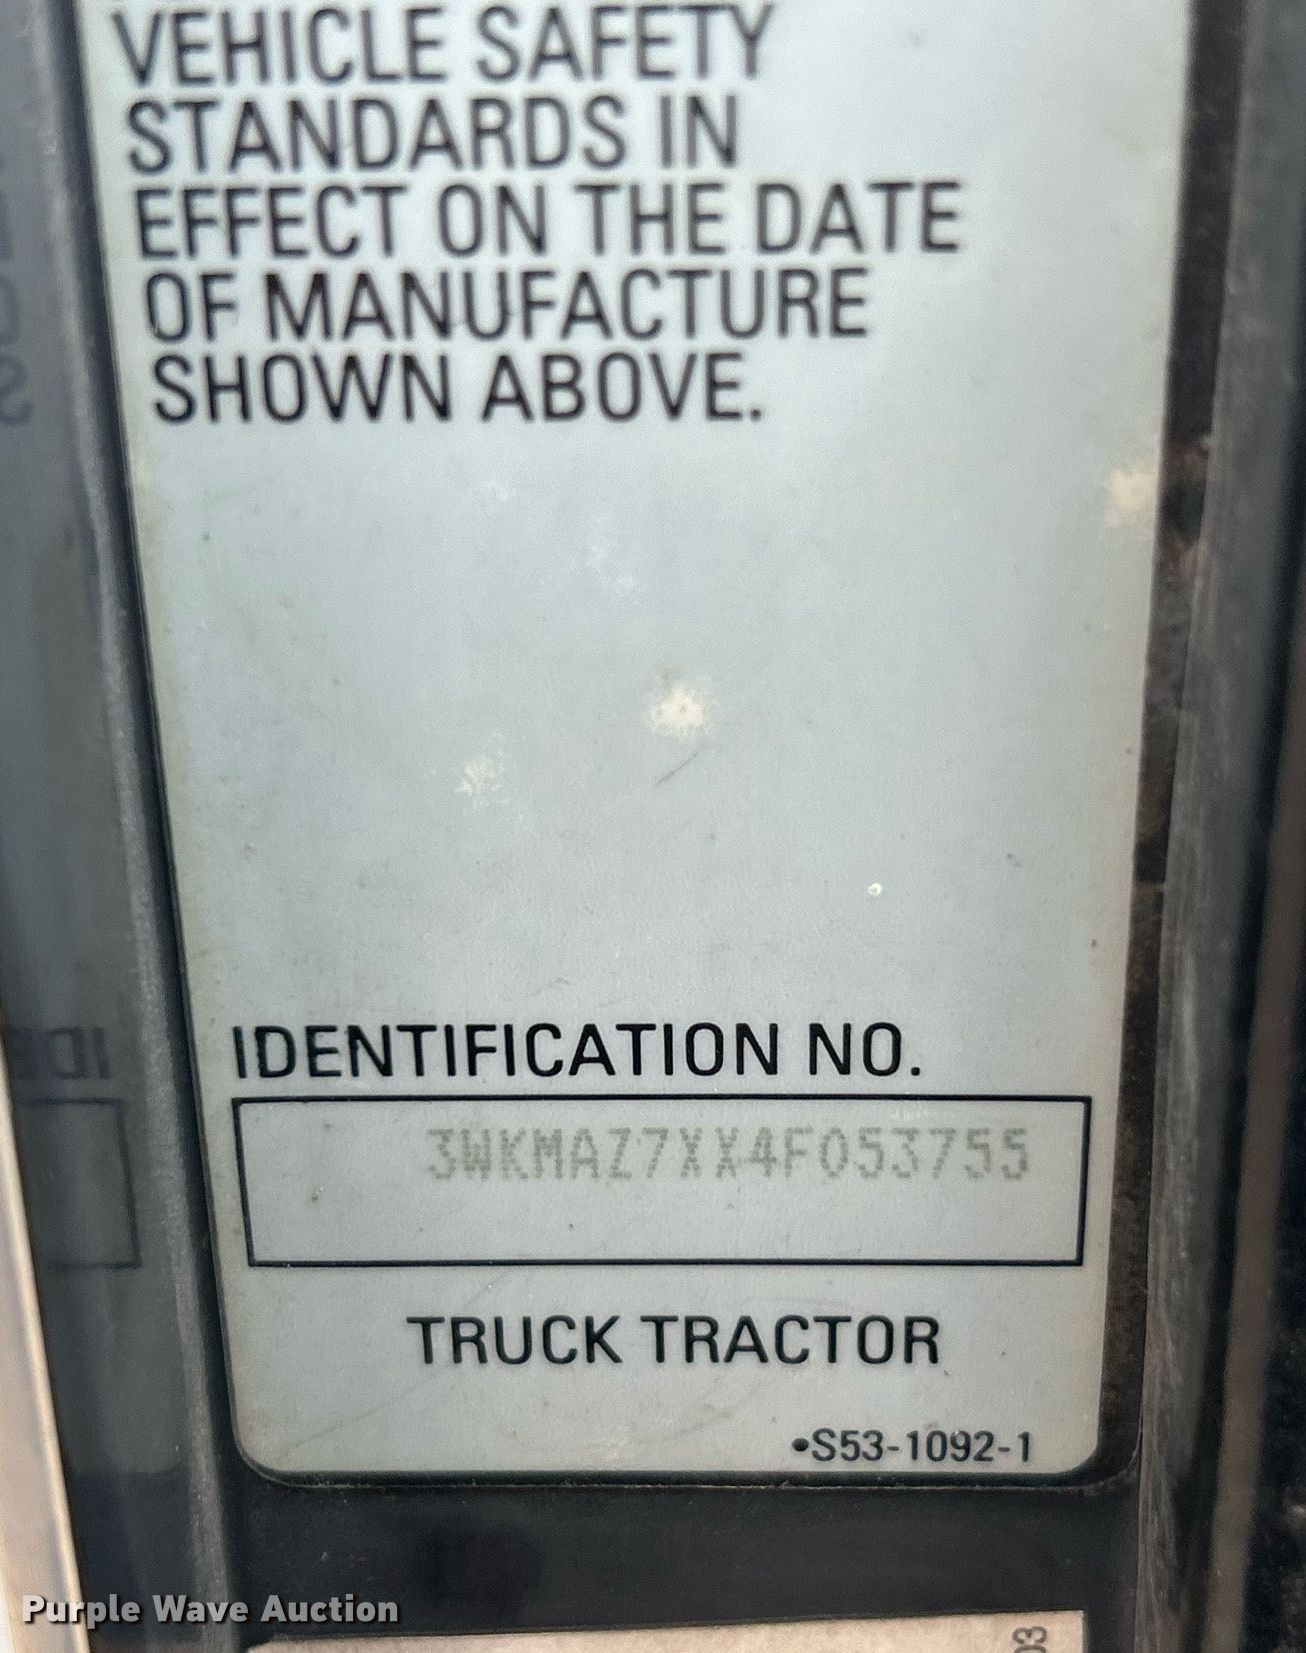 VEHICLE SAFETY
STANDARDS IN
EFFECT ON THE DATE
OF MANUFACTURE
SHOWN ABOVE.
IDENTIFICATION NO.
3WKMAZ7XX4F053755
TRUCK TRACTOR
•S53-1092-1
Purple Wave Auction
03